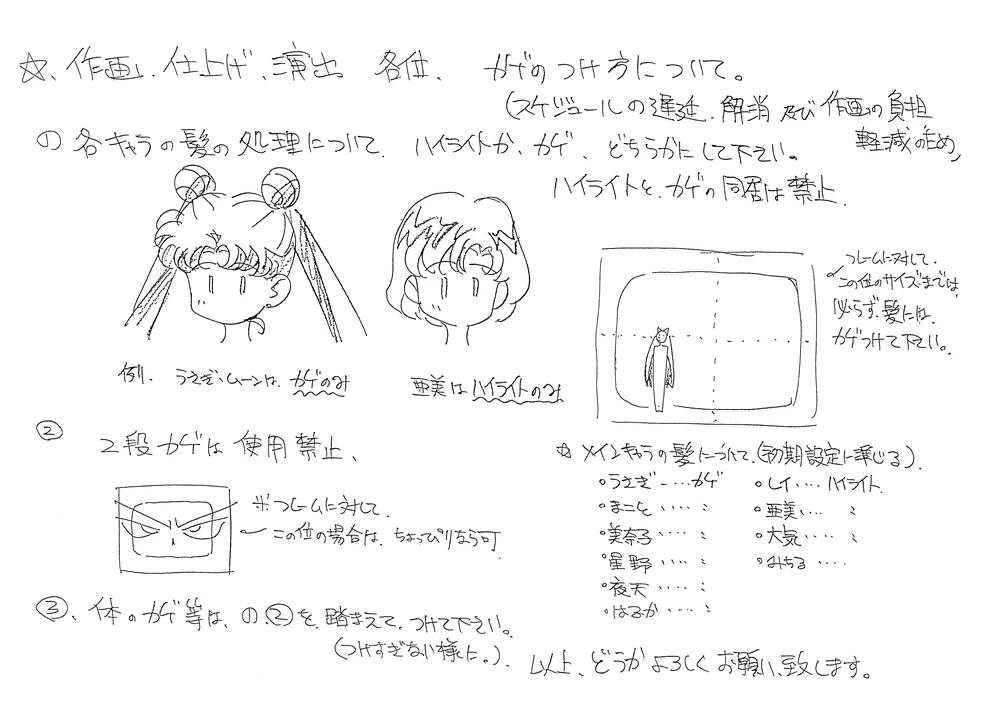 ☆、作画、仕上げ、演出 各位、 カゲのつけ方について。
(スケジュールの遅延、解消及び作画の負担
軽減の為、
① 各キャラの髪の処理について、ハイライトか、カゲ、どちらかにして下さい。
ハイライトと、カゲの同居は禁止。
フレームに対して、
この位のサイズまでは、
必らず、髪には、
カゲつけて下さい。
例、 うさぎ・ムーンは、カゲのみ
亜美はハイライトのみ
② 2段カゲは使用禁止、
※フレームに対して、
この位の場合は、ちょっぴりなら可。
☆ メインキャラの髪について、(初期設定に準じる)。
・うさぎ‥‥カゲ
・まこと‥‥〃
・美奈子‥‥〃
・星野‥‥〃
・夜天‥‥〃
・はるか‥‥〃
・レイ‥‥ハイライト
・亜美‥‥〃
・大気‥‥〃
・みちる‥‥
③、体のカゲ等は、①②を、踏まえて、つけて下さい。
(つけすぎない様に。)。
以上、どうかよろしくお願い、致します。